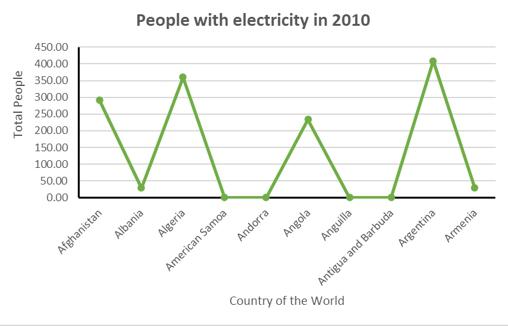 People with electricity in 2010
Total People
450.00
400.00
350.00
300.00
250.00
200.00
150.00
100.00
50.00
0.00
Afghanistan
Albania
Algeria
American Samoa
Andorra
Angola
Anguilla
Antigua and Barbuda
Argentina
Armenia
Country of the World